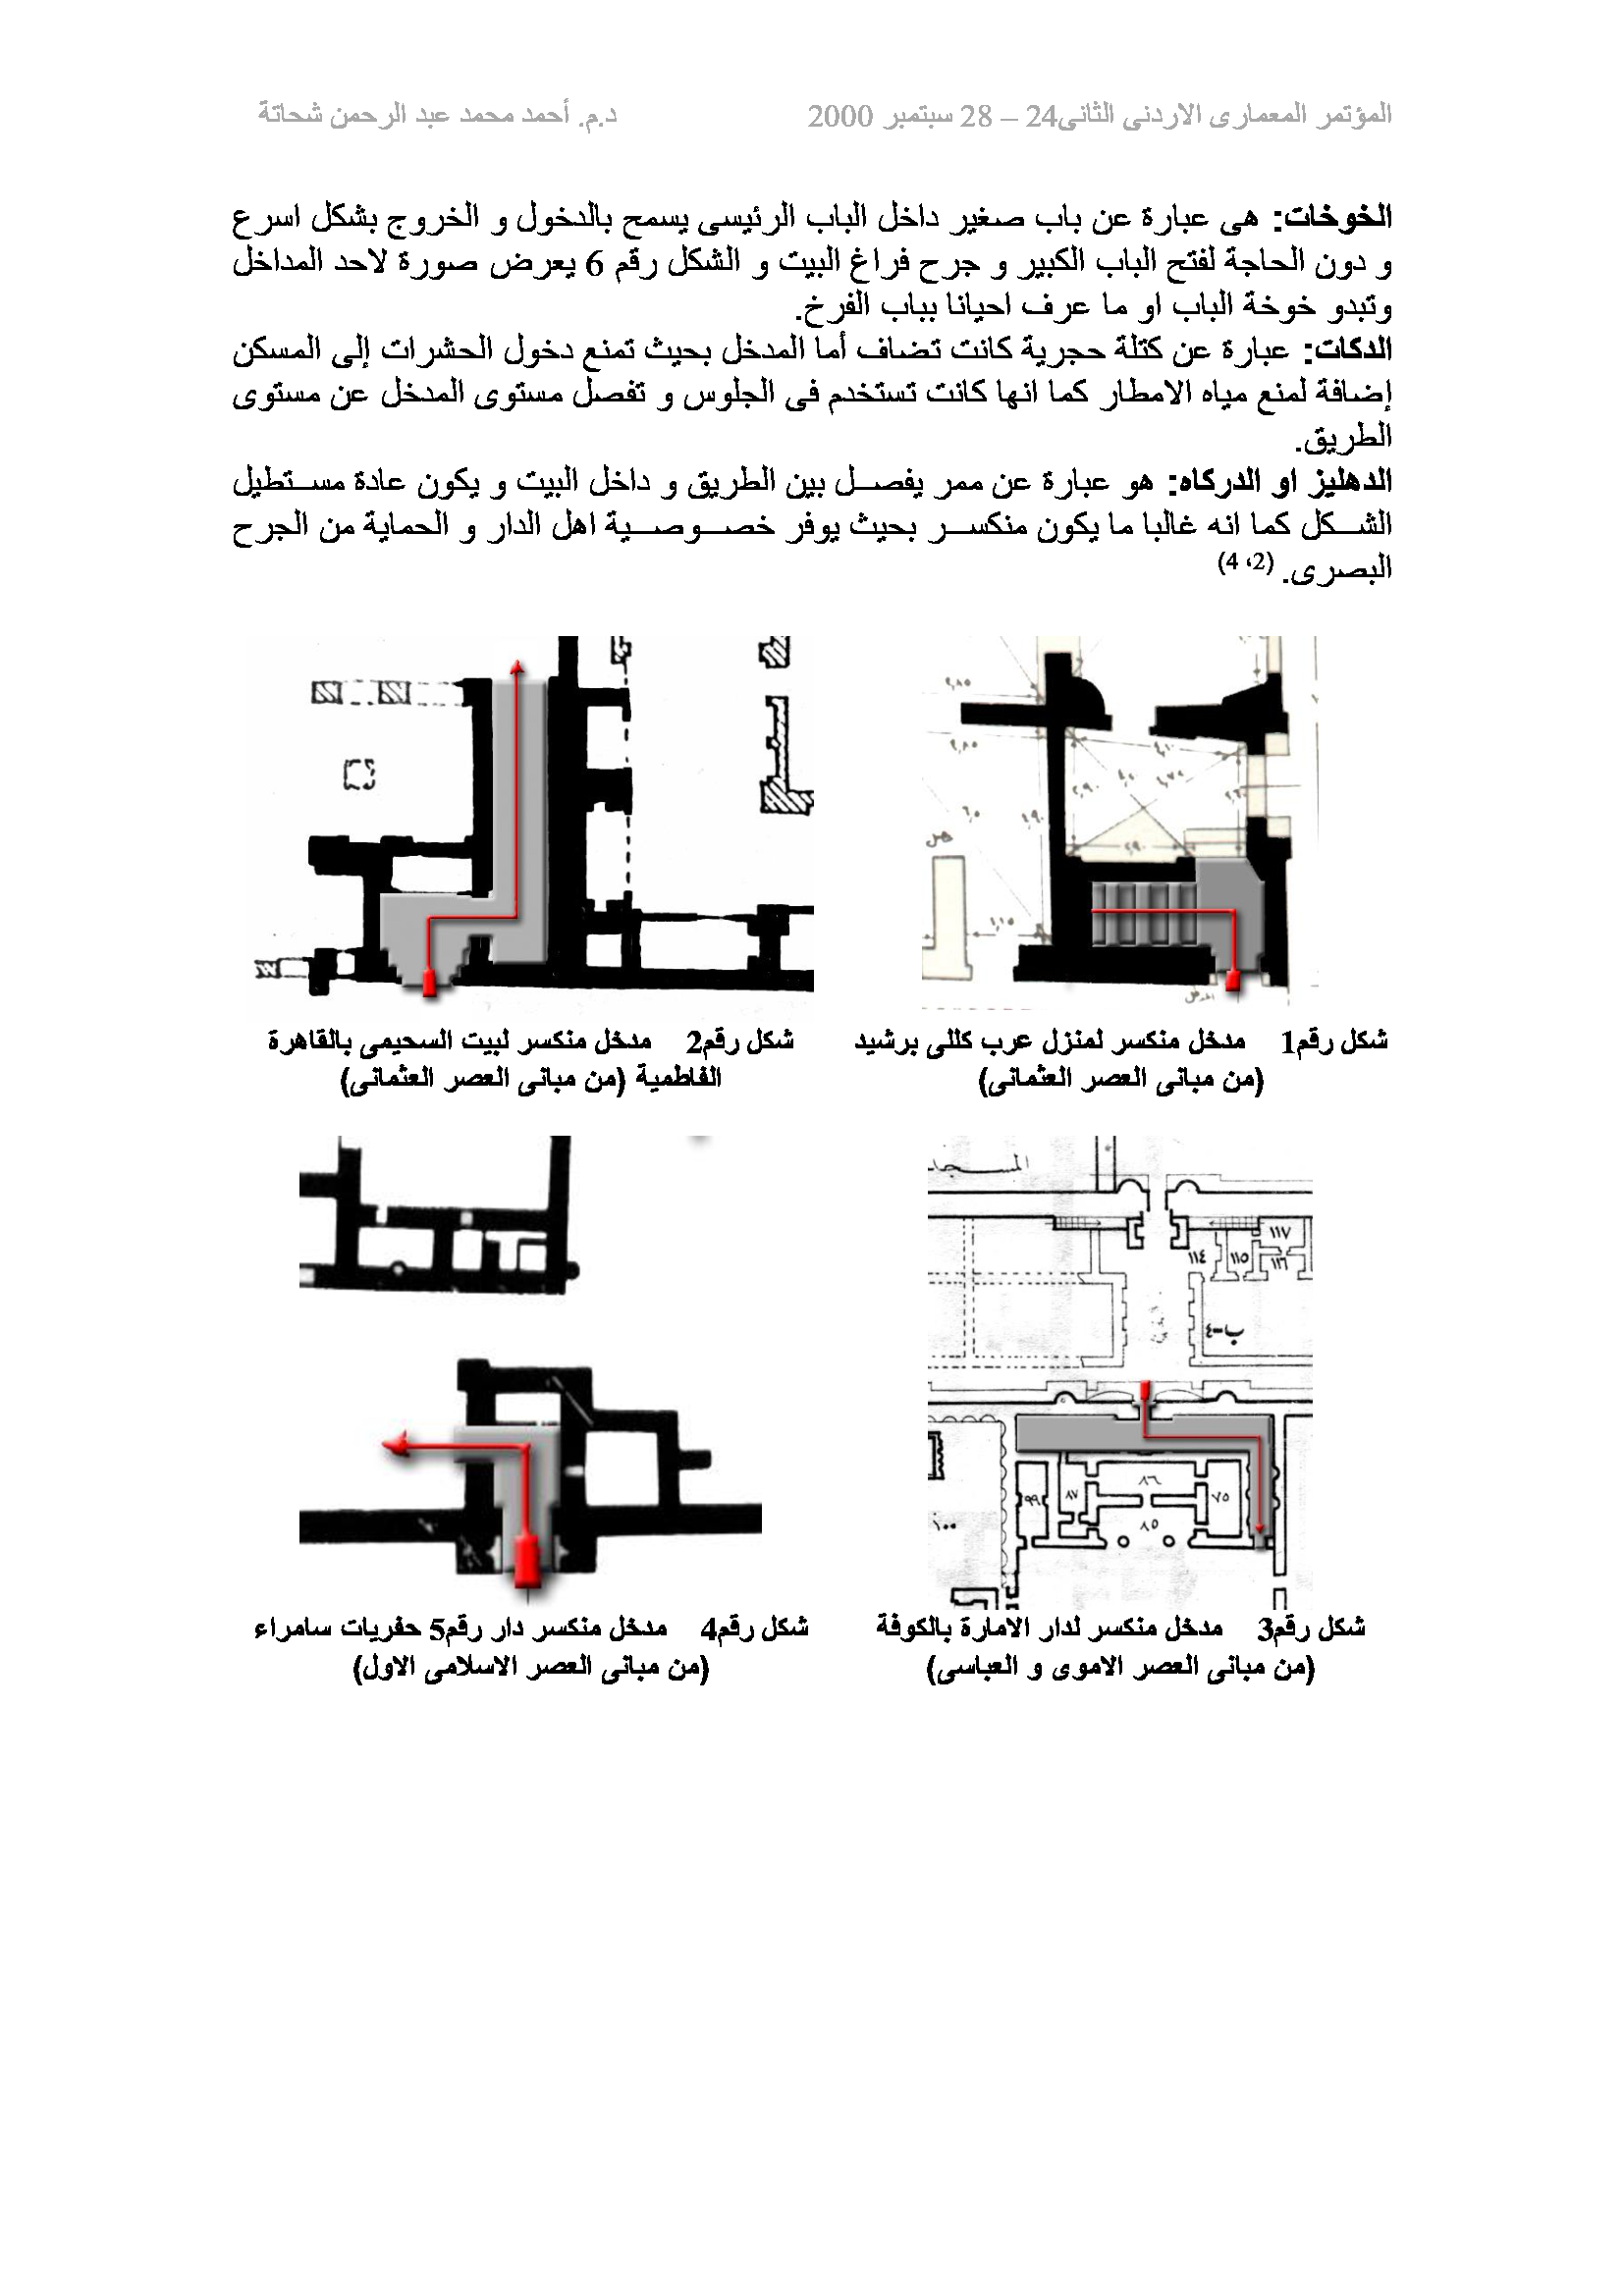 المؤتمر المعمارى الاردنى الثانى24 – 28 سبتمبر 2000 د.م. أحمد محمد عبد الرحمن شحاتة
الخوخات: هى عبارة عن باب صغير داخل الباب الرئيسى يسمح بالدخول و الخروج بشكل اسرع
و دون الحاجة لفتح الباب الكبير و جرح فراغ البيت و الشكل رقم 6 يعرض صورة لاحد المداخل
وتبدو خوخة الباب او ما عرف احيانا بباب الفرخ.
الدكات: عبارة عن كتلة حجرية كانت تضاف أما المدخل بحيث تمنع دخول الحشرات إلى المسكن
إضافة لمنع مياه الامطار كما انها كانت تستخدم فى الجلوس و تفصل مستوى المدخل عن مستوى
الطريق.
الدهليز او الدركاه: هو عبارة عن ممر يفصـل بين الطريق و داخل البيت و يكون عادة مسـتطيل
الشـكل كما انه غالبا ما يكون منكسـر بحيث يوفر خصـوصـية اهل الدار و الحماية من الجرح
البصرى. (2، 4)
شكل رقم1 مدخل منكسر لمنزل عرب كللى برشيد
(من مبانى العصر العثمانى)
شكل رقم2 مدخل منكسر لبيت السحيمى بالقاهرة
الفاطمية (من مبانى العصر العثمانى)
المسجد
١١٧
١١٤
١١٥
١١٦
ب-٤
٨٦
٩٩
٨٧
٧٥
٨٥
١٠٠
شكل رقم3 مدخل منكسر لدار الامارة بالكوفة
(من مبانى العصر الاموى و العباسى)
شكل رقم4 مدخل منكسر دار رقم5 حفريات سامراء
(من مبانى العصر الاسلامى الاول)